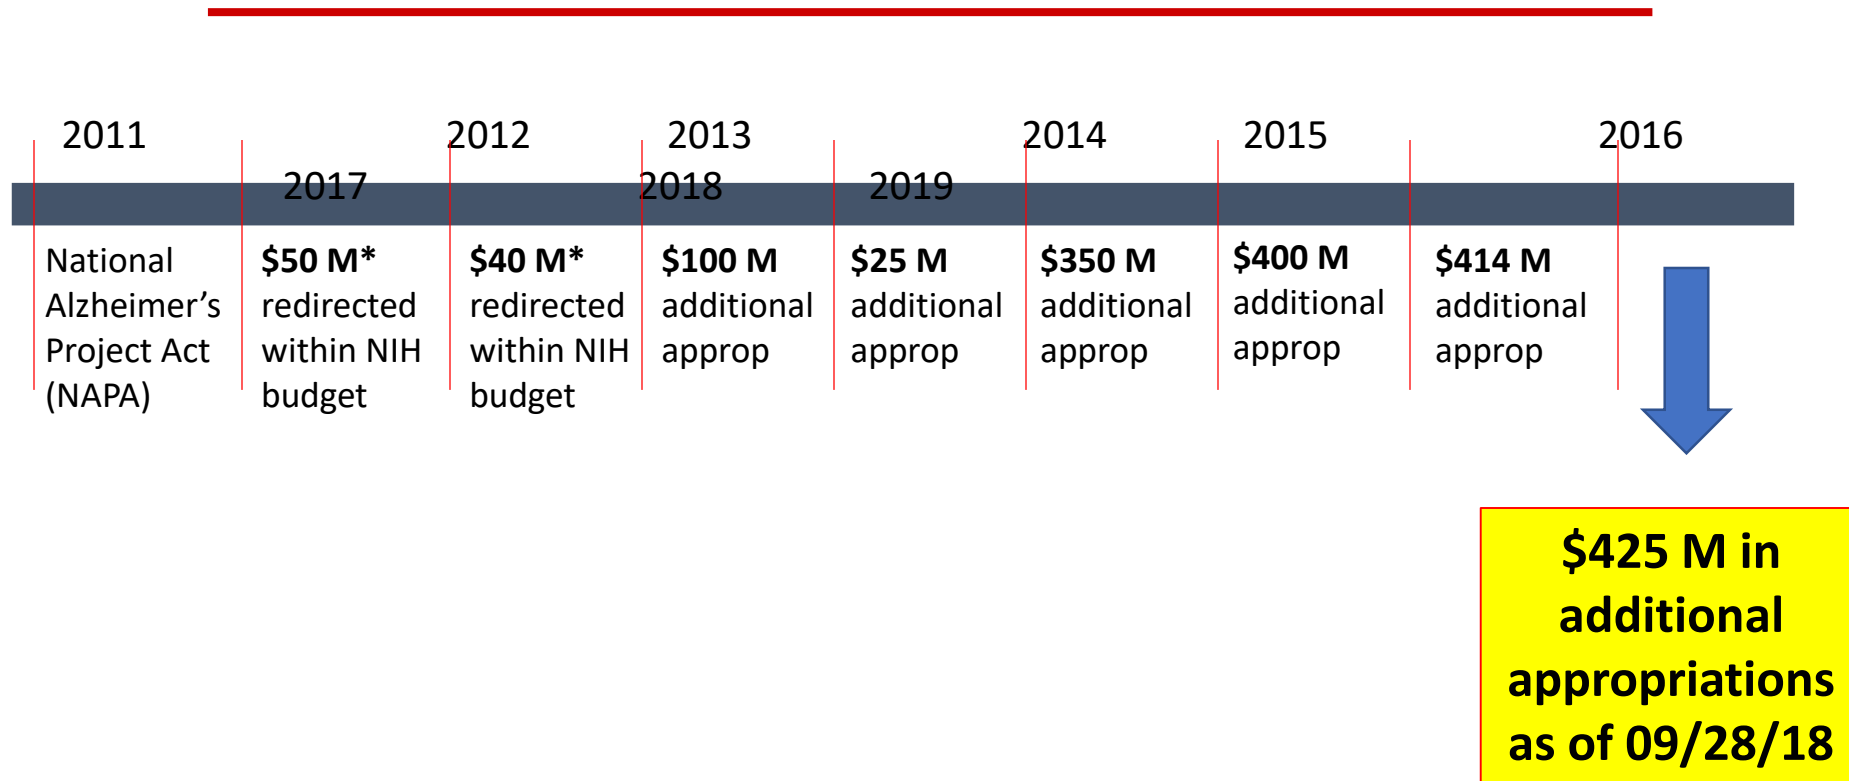 2011 2012 2013 2014 2015 2016
2017 2018 2019
National
Alzheimer’s
Project Act
(NAPA)
$50 M*
redirected
within NIH
budget
$40 M*
redirected
within NIH
budget
$100 M
additional
approp
$25 M
additional
approp
$350 M
additional
approp
$400 M
additional
approp
$414 M
additional
approp
$425 M in
additional
appropriations
as of 09/28/18